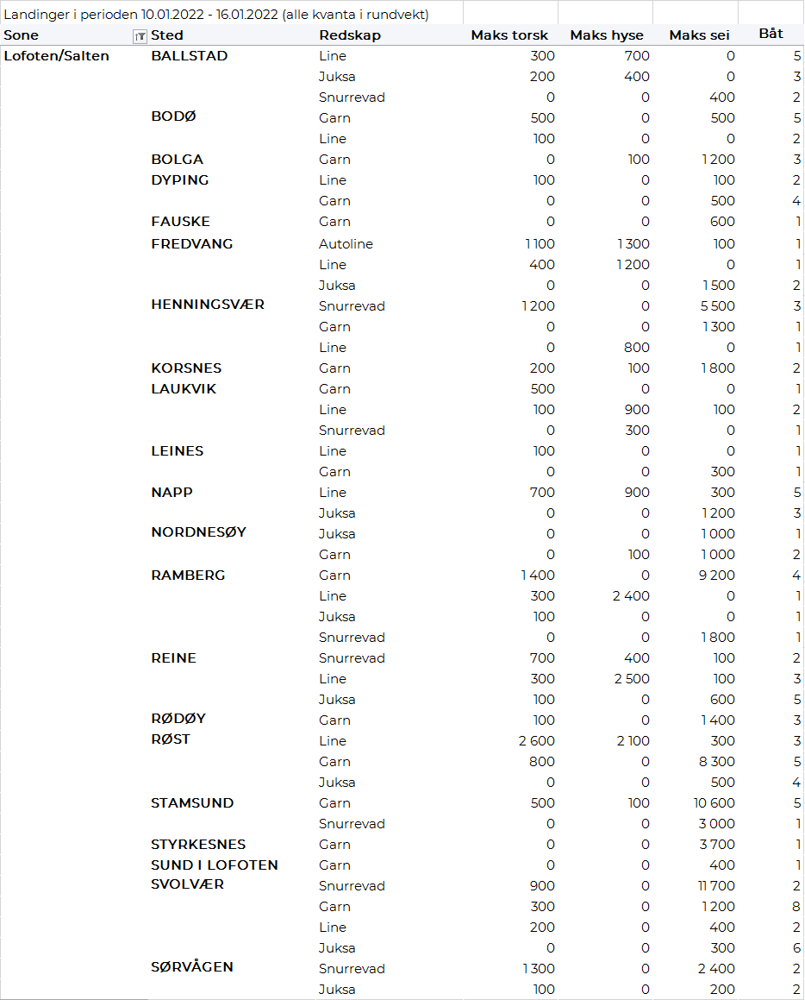 Landinger i perioden 10.01.2022 - 16.01.2022 (alle kvanta i rundvekt)
Sone Sted Redskap Maks torsk Maks hyse Maks sei Båt
Lofoten/Salten BALLSTAD Line 300 700 0 5
Juksa 200 400 0 3
Snurrevad 0 0 400 2
BODØ Garn 500 0 500 5
Line 100 0 0 2
BOLGA Garn 0 100 1 200 3
DYPING Line 100 0 100 2
Garn 0 0 500 4
FAUSKE Garn 0 0 600 1
FREDVANG Autoline 1 100 1 300 100 1
Line 400 1 200 0 1
Juksa 0 0 1 500 2
HENNINGSVÆR Snurrevad 1 200 0 5 500 3
Garn 0 0 1 300 1
Line 0 800 0 1
KORSNES Garn 200 100 1 800 2
LAUKVIK Garn 500 0 0 1
Line 100 900 100 2
Snurrevad 0 300 0 1
LEINES Line 100 0 0 1
Garn 0 0 300 1
NAPP Line 700 900 300 5
Juksa 0 0 1 200 3
NORDNESØY Juksa 0 0 1 000 1
Garn 0 100 1 000 2
RAMBERG Garn 1 400 0 9 200 4
Line 300 2 400 0 1
Juksa 100 0 0 1
Snurrevad 0 0 1 800 1
REINE Snurrevad 700 400 100 2
Line 300 2 500 100 3
Juksa 100 0 600 5
RØDØY Garn 100 0 1 400 3
RØST Line 2 600 2 100 300 3
Garn 800 0 8 300 5
Juksa 0 0 500 4
STAMSUND Garn 500 100 10 600 5
Snurrevad 0 0 3 000 1
STYRKESNES Garn 0 0 3 700 1
SUND I LOFOTEN Garn 0 0 400 1
SVOLVÆR Snurrevad 900 0 11 700 2
Garn 300 0 1 200 8
Line 200 0 400 2
Juksa 0 0 300 6
SØRVÅGEN Snurrevad 1 300 0 2 400 2
Juksa 100 0 200 2